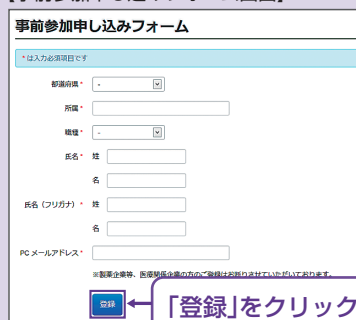 事前参加申し込みフォーム
*は入力必須項目です
都道府県* -
所属*
職種* -
氏名* 姓
名
氏名（フリガナ）* 姓
名
PCメールアドレス*
※製薬企業等、医療関係企業の方のご登録はお断りさせていただいております。
登録
「登録」をクリック